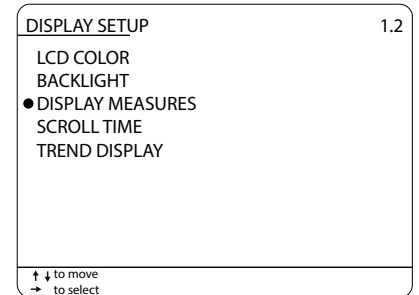 DISPLAY SETUP 1.2
LCD COLOR
BACKLIGHT
●DISPLAY MEASURES
SCROLL TIME
TREND DISPLAY
↑ ↓ to move
→ to select